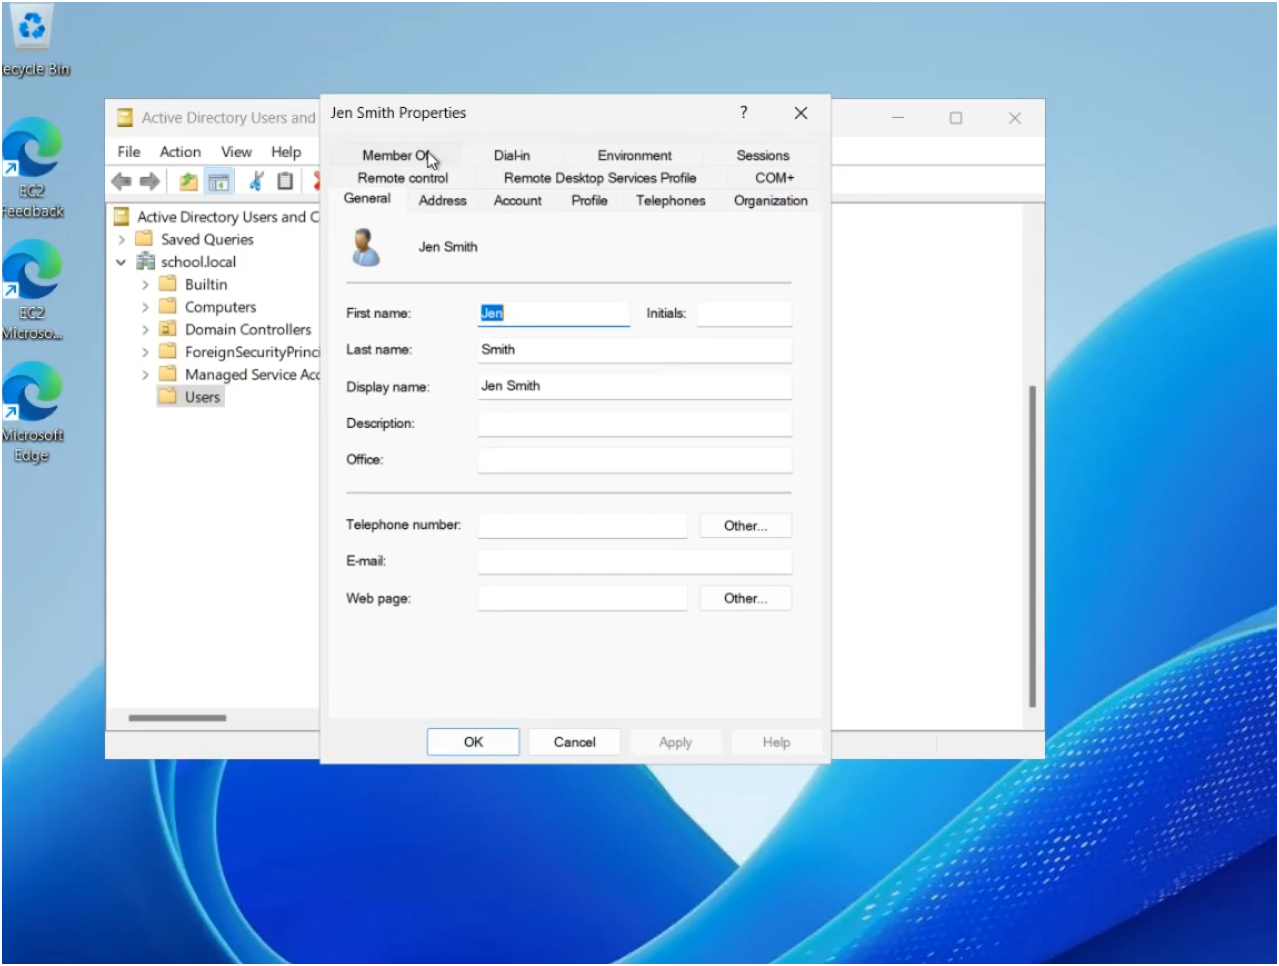 ecycle Bin
EC2
Feedback
EC2
Microso...
Microsoft
Edge
Active Directory Users and
File Action View Help
Active Directory Users and C
Saved Queries
school.local
Builtin
Computers
Domain Controllers
ForeignSecurityPrinci
Managed Service Acc
Users
Jen Smith Properties
?
Member Of Dial-in Environment Sessions
Remote control Remote Desktop Services Profile COM+
General Address Account Profile Telephones Organization
Jen Smith
First name: Jen Initials:
Last name: Smith
Display name: Jen Smith
Description:
Office:
Telephone number: Other...
E-mail:
Web page: Other...
OK Cancel Apply Help